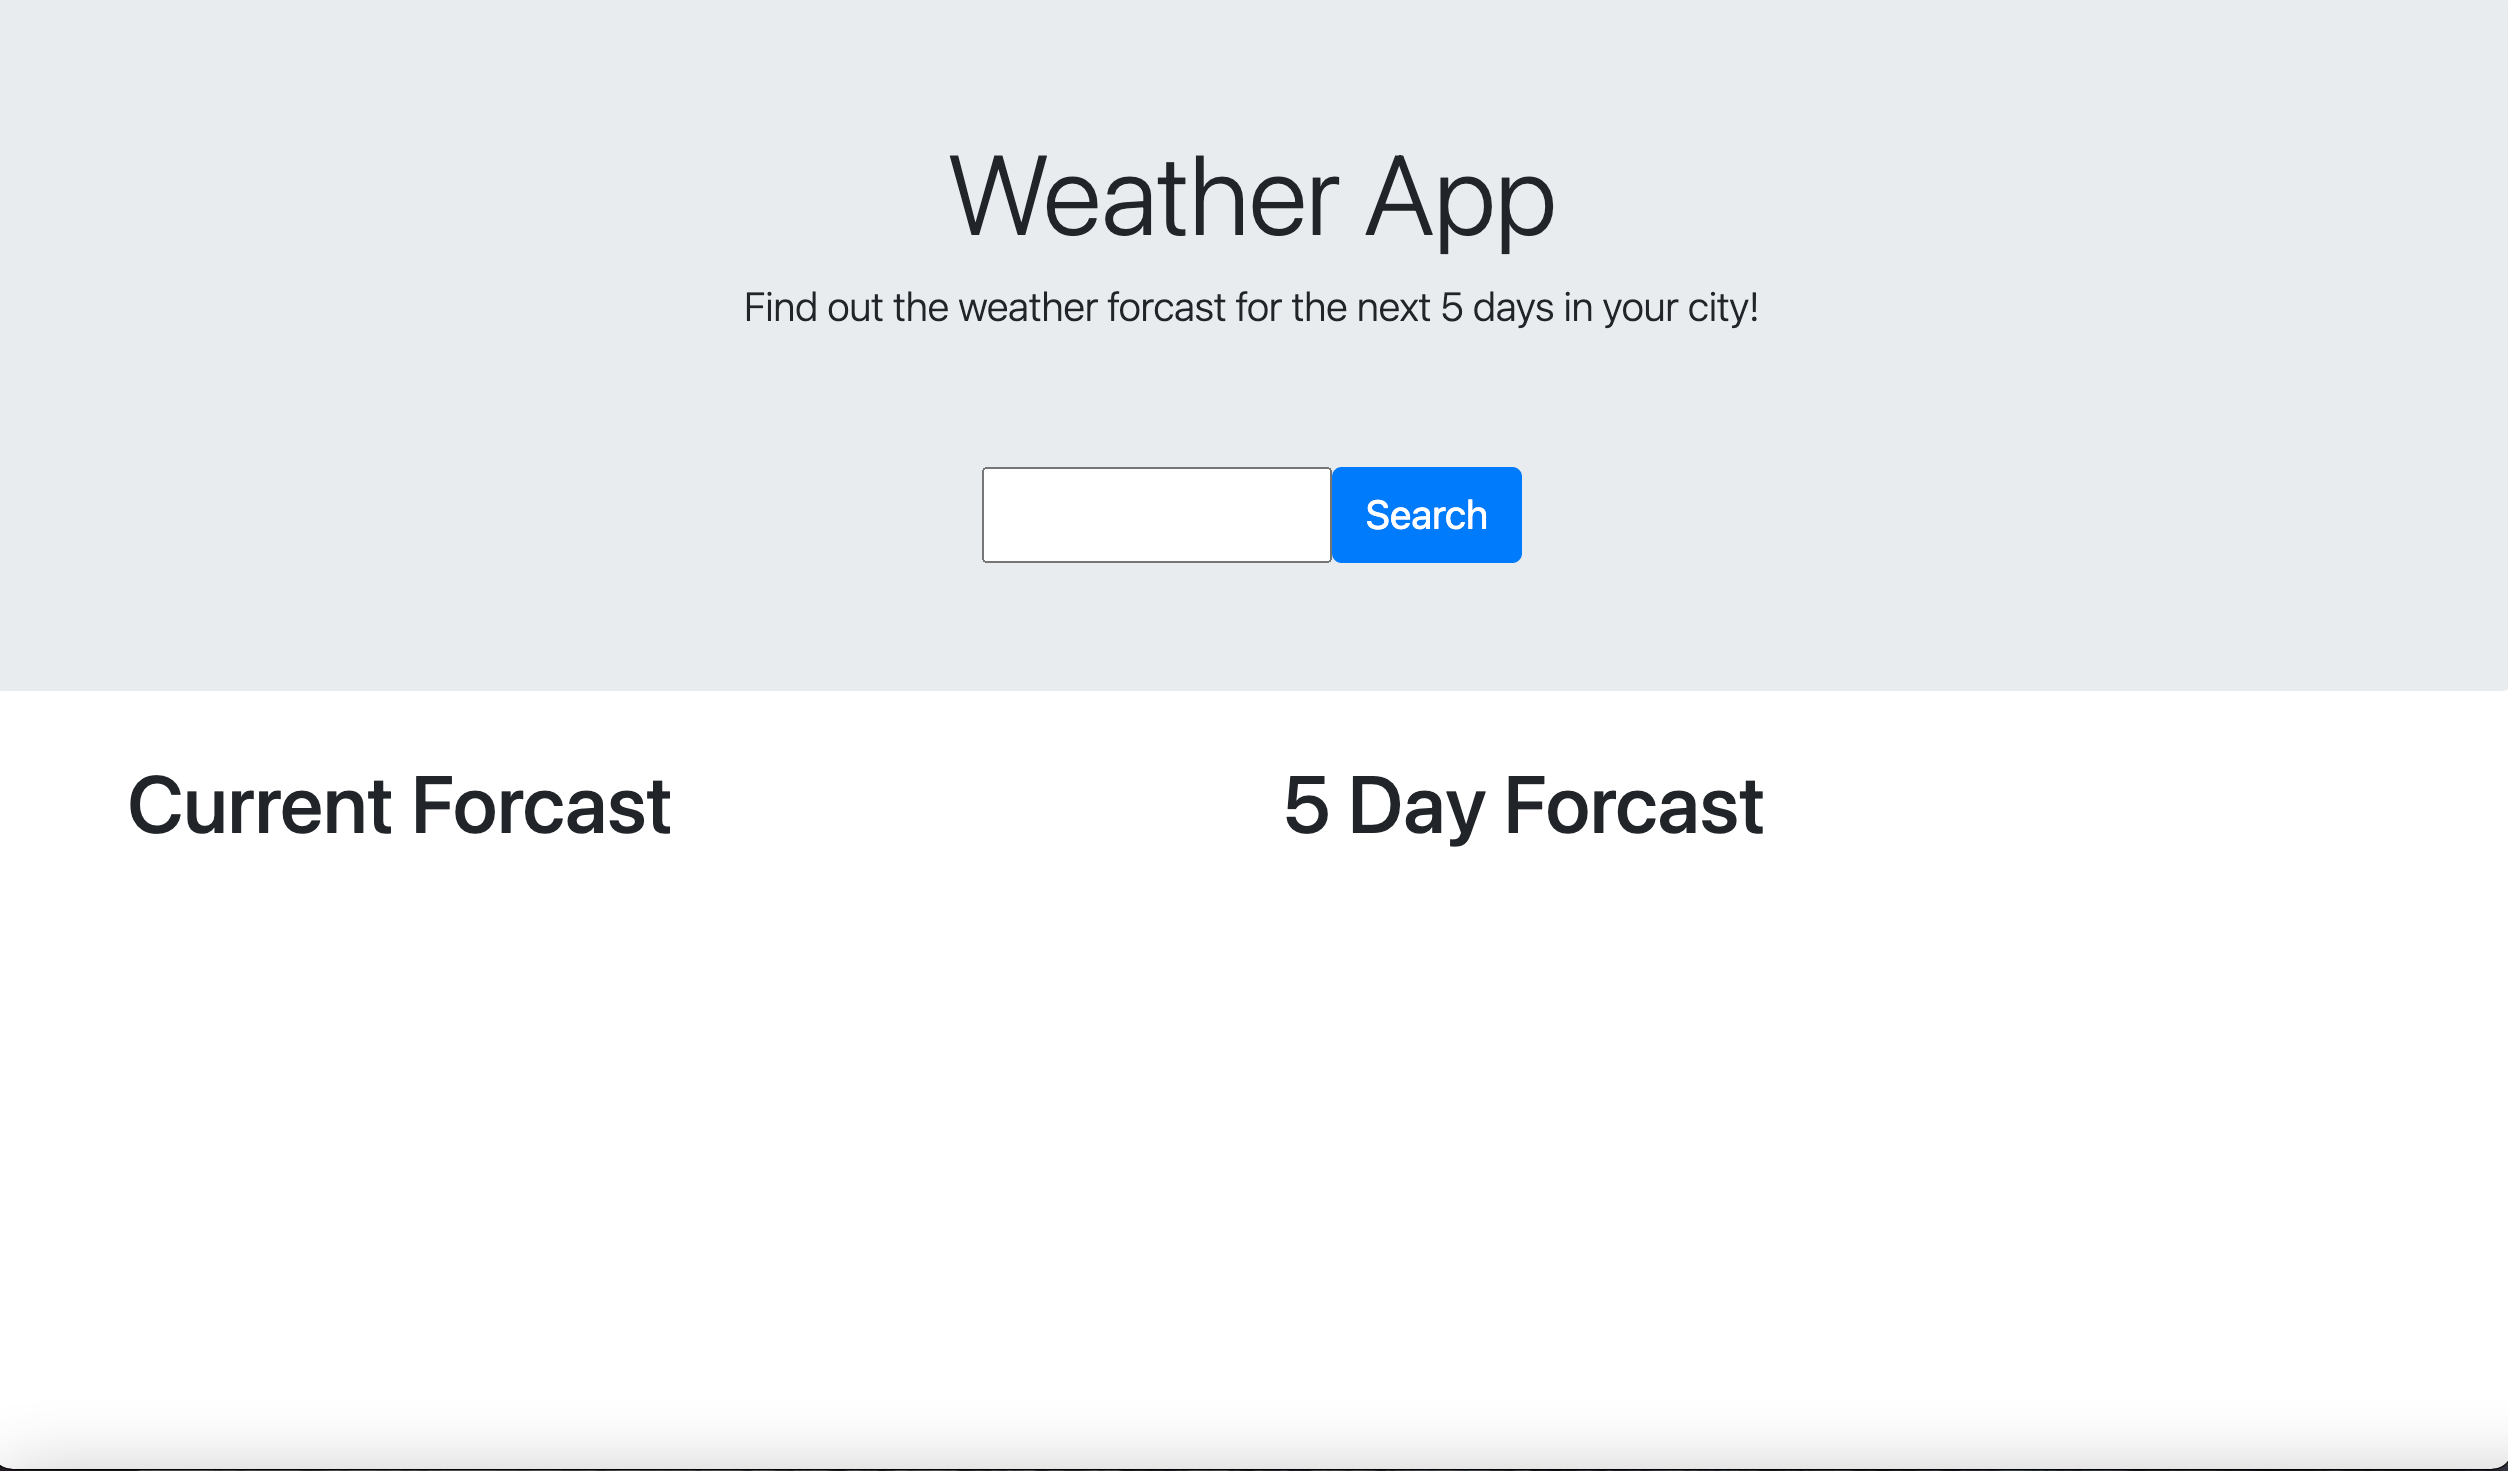 Weather App
Find out the weather forcast for the next 5 days in your city!
Search
Current Forcast
5 Day Forcast